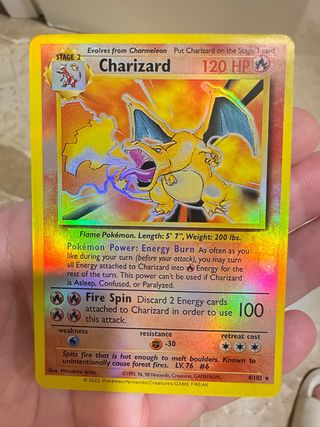 STAGE 2
Evolves from Charmeleon Put Charizard on the Stage 1 card
Charizard 120 HP
Flame Pokémon. Length: 5' 7", Weight: 200 lbs.
Pokémon Power: Energy Burn As often as you
like during your turn (before your attack), you may turn
all Energy attached to Charizard into Energy for the
rest of the turn. This power can't be used if Charizard
is Asleep, Confused, or Paralyzed.
Fire Spin Discard 2 Energy cards
attached to Charizard in order to use
this attack.
100
weakness resistance retreat cost
-30
Spits fire that is hot enough to melt boulders. Known to
unintentionally cause forest fires. LV. 76 #6
Illus. Mitsuhiro Arita
©1995, 96, 98 Nintendo, Creatures, GAMEFREAK.
4/102 ★
©2022 Pokémon/Nintendo/Creatures/GAME FREAK